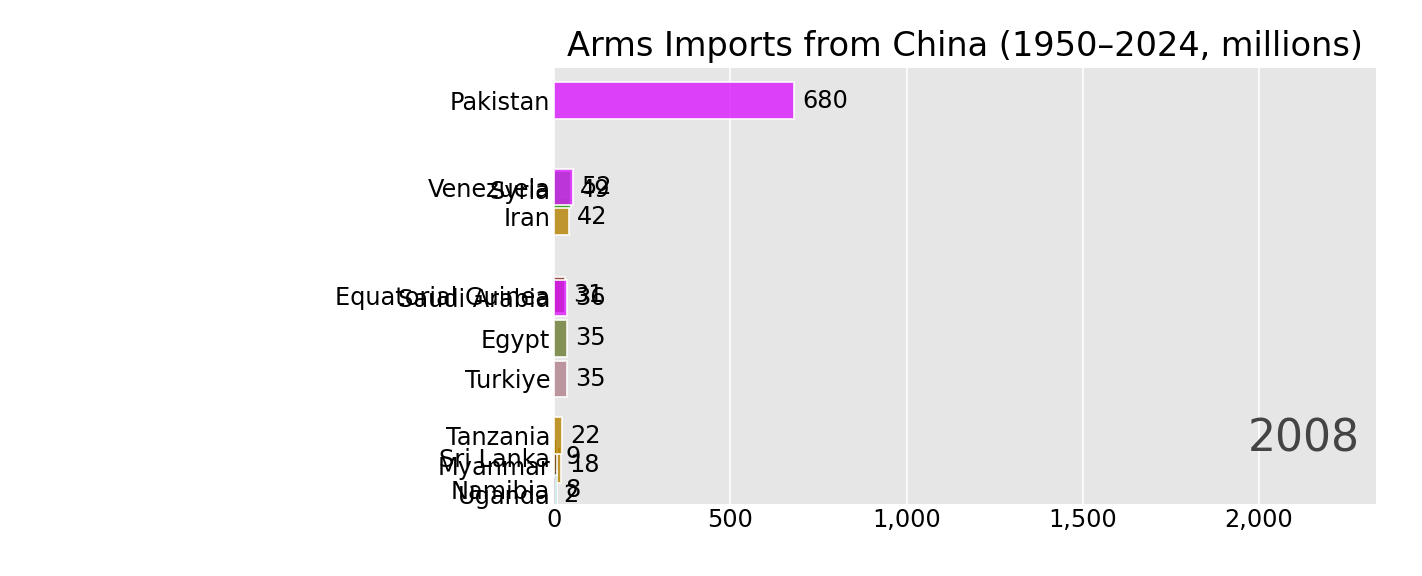 Arms Imports from China (1950–2024, millions)
Pakistan 680
Venezuela 52
Syria 49
Iran 42
Equatorial Guinea 31
Saudi Arabia 36
Egypt 35
Turkiye 35
Tanzania 22
2008
Sri Lanka 9
Myanmar 18
Namibia 8
Uganda 2
0 500 1,000 1,500 2,000